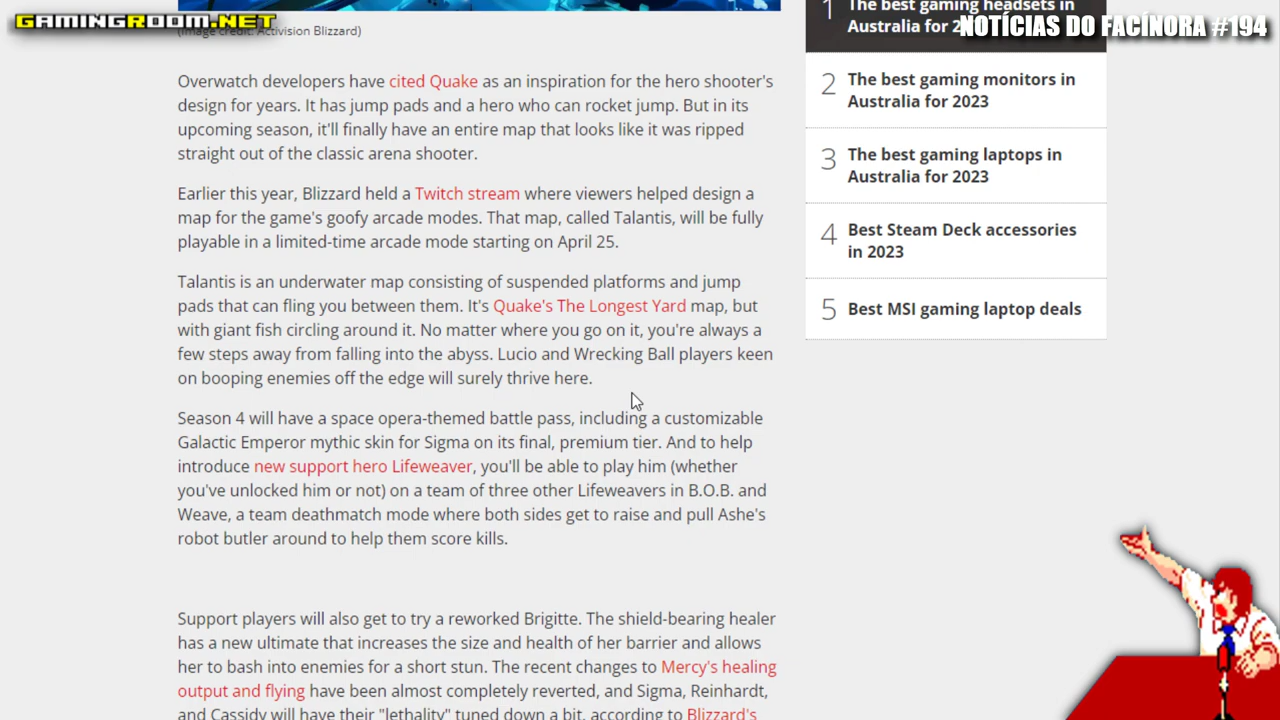 GAMINGROOM.NET
NOTÍCIAS DO FACÍNORA #194
(Image credit: Activision Blizzard)
Overwatch developers have cited Quake as an inspiration for the hero shooter's
design for years. It has jump pads and a hero who can rocket jump. But in its
upcoming season, it'll finally have an entire map that looks like it was ripped
straight out of the classic arena shooter.
Earlier this year, Blizzard held a Twitch stream where viewers helped design a
map for the game's goofy arcade modes. That map, called Talantis, will be fully
playable in a limited-time arcade mode starting on April 25.
Talantis is an underwater map consisting of suspended platforms and jump
pads that can fling you between them. It's Quake's The Longest Yard map, but
with giant fish circling around it. No matter where you go on it, you're always a
few steps away from falling into the abyss. Lucio and Wrecking Ball players keen
on booping enemies off the edge will surely thrive here.
Season 4 will have a space opera-themed battle pass, including a customizable
Galactic Emperor mythic skin for Sigma on its final, premium tier. And to help
introduce new support hero Lifeweaver, you'll be able to play him (whether
you've unlocked him or not) on a team of three other Lifeweavers in B.O.B. and
Weave, a team deathmatch mode where both sides get to raise and pull Ashe's
robot butler around to help them score kills.
Support players will also get to try a reworked Brigitte. The shield-bearing healer
has a new ultimate that increases the size and health of her barrier and allows
her to bash into enemies for a short stun. The recent changes to Mercy's healing
output and flying have been almost completely reverted, and Sigma, Reinhardt,
and Cassidy will have their "lethality" tuned down a bit, according to Blizzard's
1 The best gaming headsets in
Australia for 2
2 The best gaming monitors in
Australia for 2023
3 The best gaming laptops in
Australia for 2023
4 Best Steam Deck accessories
in 2023
5 Best MSI gaming laptop deals